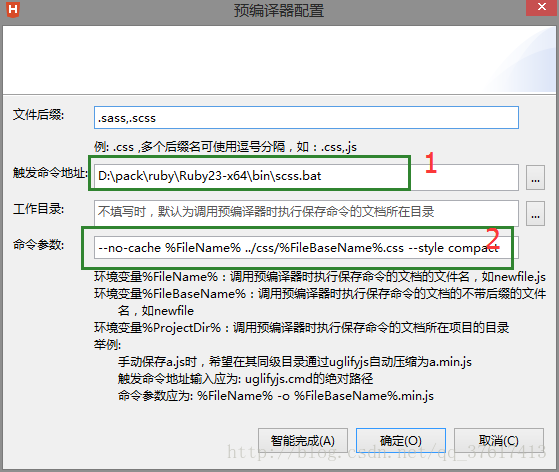 预编译器配置
文件后缀:
.sass,.scss
例: .css ,多个后缀名可使用逗号分隔，如：.css,.js
1
触发命令地址:
D:\pack\ruby\Ruby23-x64\bin\scss.bat
...
工作目录:
不填写时，默认为调用预编译器时执行保存命令的文档所在目录
...
2
命令参数:
--no-cache %FileName% ../css/%FileBaseName%.css --style compact
环境变量%FileName%：调用预编译器时执行保存命令的文档的文件名，如newfile.js
环境变量%FileBaseName%：调用预编译器时执行保存命令的文档的不带后缀的文件
名，如newfile
环境变量%ProjectDir%：调用预编译器时执行保存命令的文档所在项目的目录
举例:
手动保存a.js时，希望在其同级目录通过uglifyjs自动压缩为a.min.js
触发命令地址输入应为: uglifyjs.cmd的绝对路径
命令参数应为: %FileName% -o %FileBaseName%.min.js
智能完成(A)
确定(O)
取消(C)
http://blog.csdn.net/qq_37617413